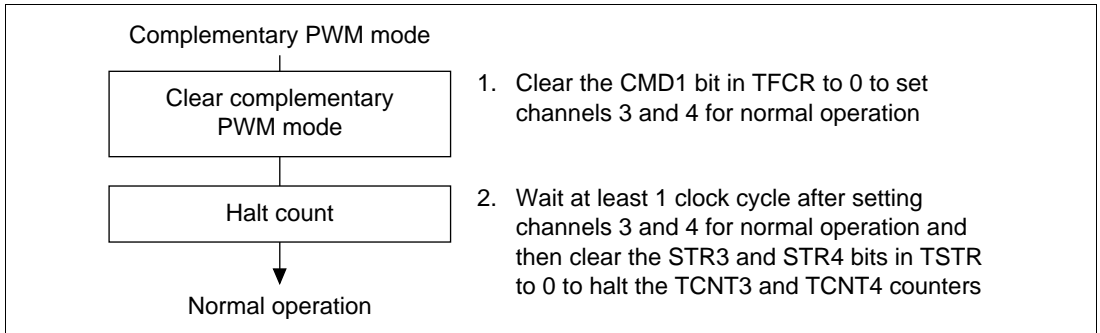 Complementary PWM mode
Clear complementary
PWM mode
1. Clear the CMD1 bit in TFCR to 0 to set
channels 3 and 4 for normal operation
Halt count
2. Wait at least 1 clock cycle after setting
channels 3 and 4 for normal operation and
then clear the STR3 and STR4 bits in TSTR
to 0 to halt the TCNT3 and TCNT4 counters
Normal operation